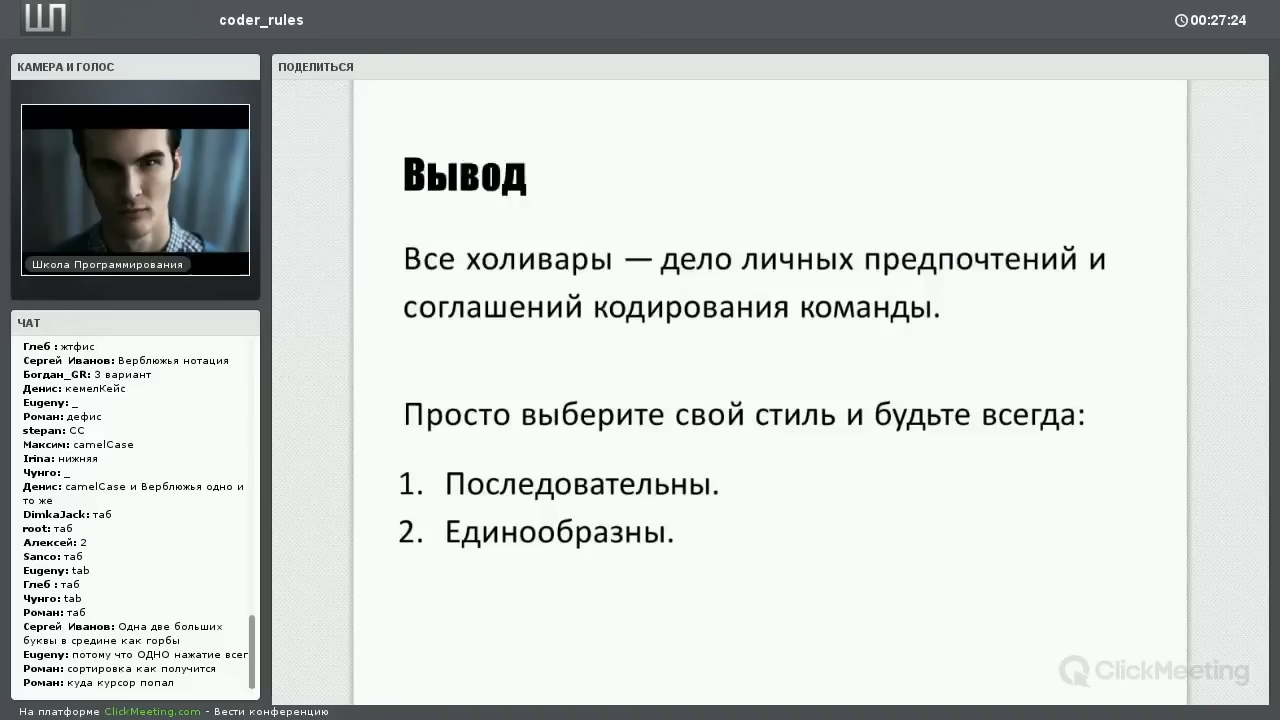 ШП
coder_rules
00:27:24
КАМЕРА И ГОЛОС
Школа Программирования
ЧАТ
Глеб : жтфис
Сергей Иванов: Верблюжья нотация
Богдан_GR: 3 вариант
Денис: кемелКейс
Eugeny: _
Роман: дефис
stepan: CC
Максим: camelCase
Irina: нижняя
Чунго: _
Денис: camelCase и Верблюжья одно и
то же
DimkaJack: таб
root: таб
Алексей: 2
Sanco: таб
Eugeny: tab
Глеб : таб
Чунго: tab
Роман: таб
Сергей Иванов: Одна две больших
буквы в средине как горбы
Eugeny: потому что ОДНО нажатие всег
Роман: сортировка как получится
Роман: куда курсор попал
ПОДЕЛИТЬСЯ
Вывод
Все холивары — дело личных предпочтений и
соглашений кодирования команды.
Просто выберите свой стиль и будьте всегда:
1. Последовательны.
2. Единообразны.
ClickMeeting
На платформе ClickMeeting.com - Вести конференцию